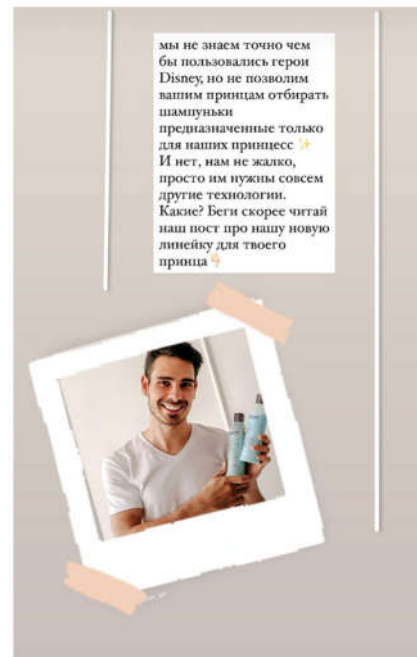 мы не знаем точно чем
бы пользовались герои
Disney, но не позволим
вашим принцам отбирать
шампуньки
предназначенные только
для наших принцесс ✨
И нет, нам не жалко,
просто им нужны совсем
другие технологии.
Какие? Беги скорее читай
наш пост про нашу новую
линейку для твоего
принца 👇🏻